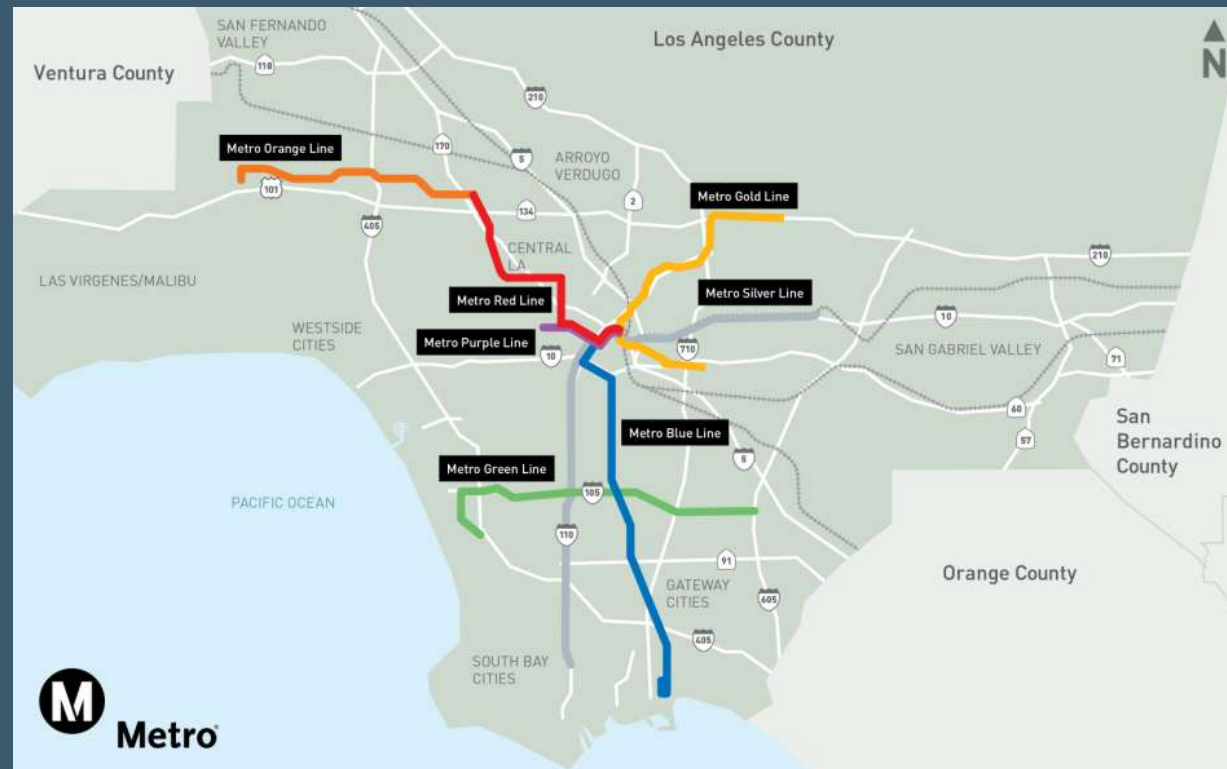 SAN FERNANDO
VALLEY
Los Angeles County
N
Ventura County
118
210
Metro Orange Line
170
5
ARROYO
VERDUGO
101
2
Metro Gold Line
134
405
CENTRAL
LA
210
LAS VIRGENES/MALIBU
Metro Red Line
Metro Silver Line
10
WESTSIDE
CITIES
Metro Purple Line
10
710
SAN GABRIEL VALLEY
71
60
57
San
Bernardino
County
Metro Blue Line
5
Metro Green Line
105
PACIFIC OCEAN
110
91
Orange County
GATEWAY
CITIES
605
405
SOUTH BAY
CITIES
M
Metro